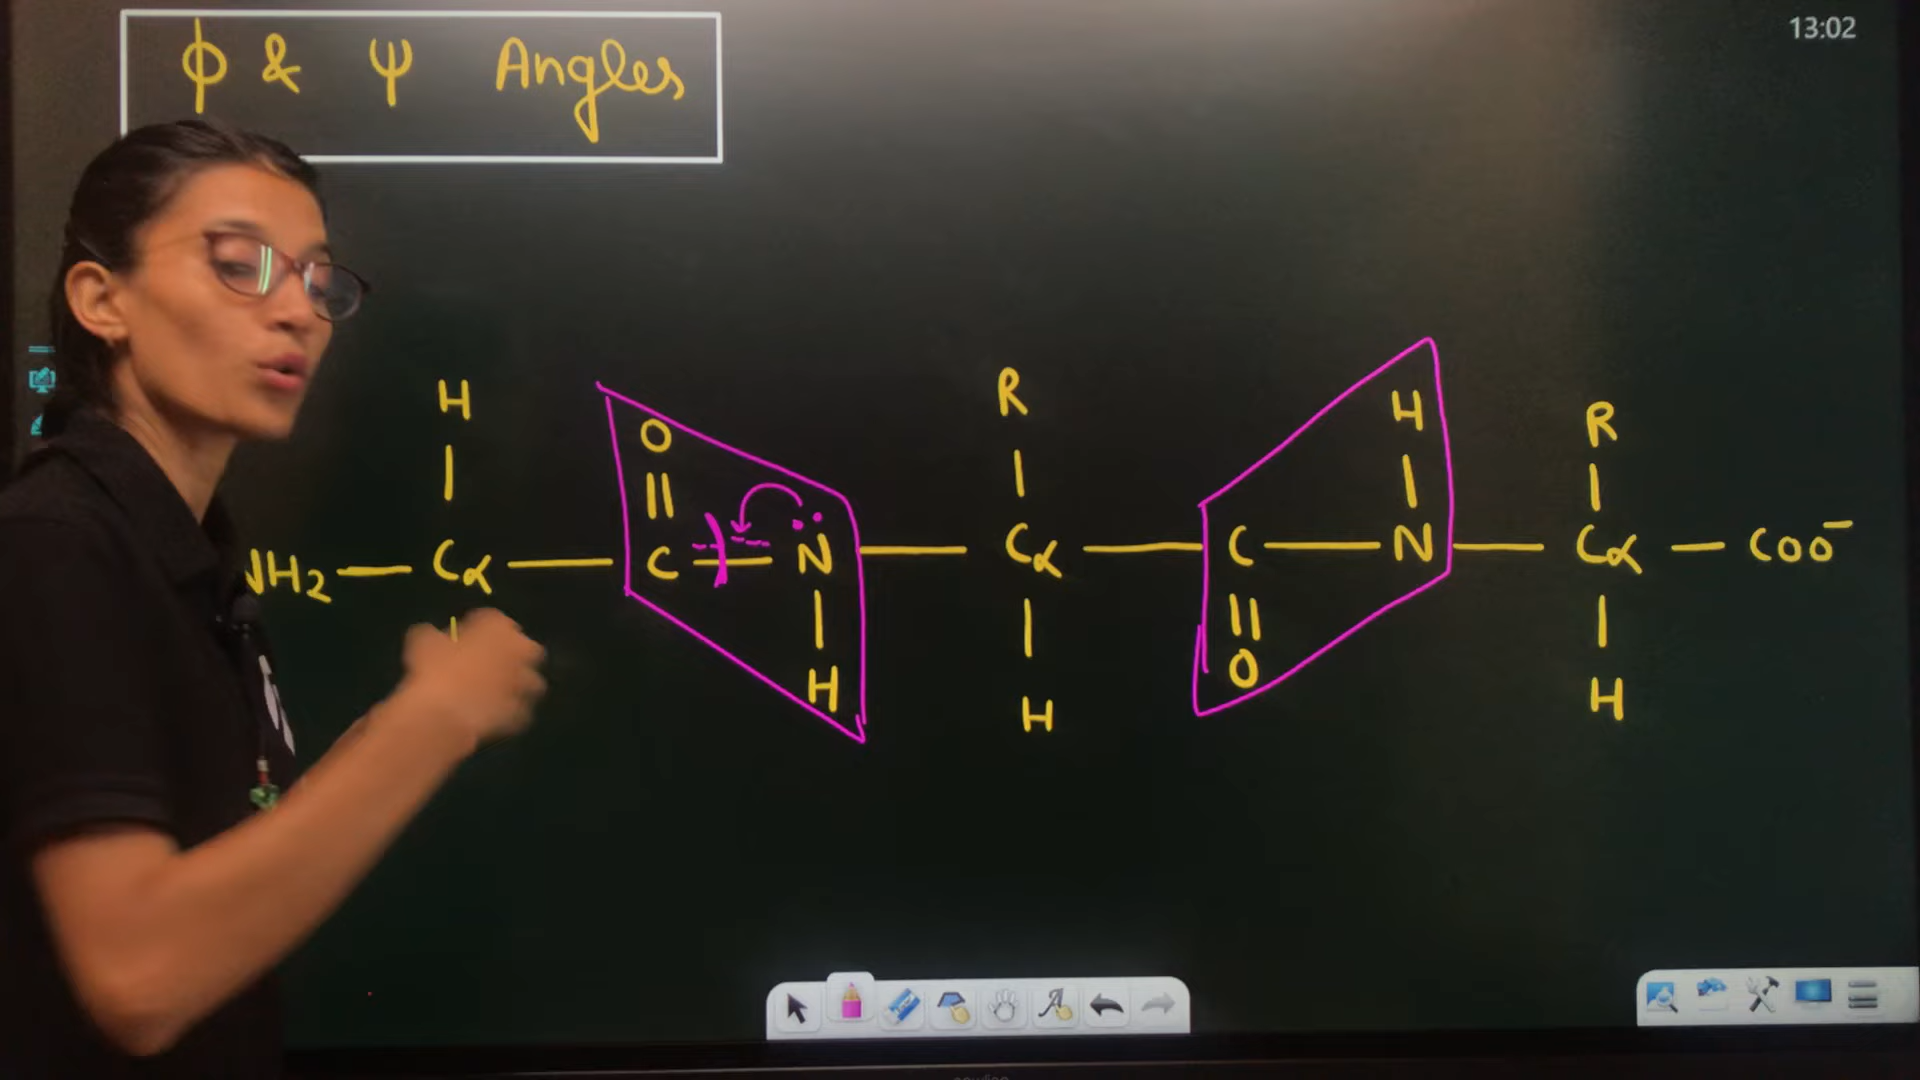 13:02
ϕ & ψ Angles
H O R H R
NH₂ — Cα — C = N — Cα — C — N — Cα — COO⁻
H H O H